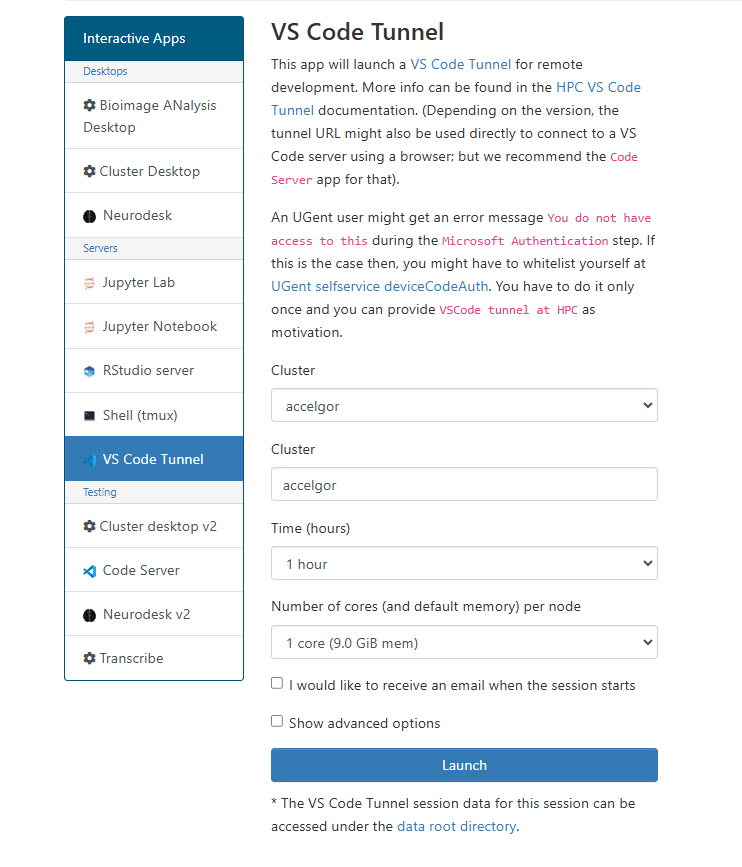 Interactive Apps
Desktops
Bioimage ANalysis
Desktop
Cluster Desktop
Neurodesk
Servers
Jupyter Lab
Jupyter Notebook
RStudio server
Shell (tmux)
VS Code Tunnel
Testing
Cluster desktop v2
Code Server
Neurodesk v2
Transcribe
VS Code Tunnel
This app will launch a VS Code Tunnel for remote
development. More info can be found in the HPC VS Code
Tunnel documentation. (Depending on the version, the
tunnel URL might also be used directly to connect to a VS
Code server using a browser; but we recommend the Code
Server app for that).
An UGent user might get an error message You do not have
access to this during the Microsoft Authentication step. If
this is the case then, you might have to whitelist yourself at
UGent selfservice deviceCodeAuth. You have to do it only
once and you can provide VSCode tunnel at HPC as
motivation.
Cluster
accelgor
Cluster
accelgor
Time (hours)
1 hour
Number of cores (and default memory) per node
1 core (9.0 GiB mem)
I would like to receive an email when the session starts
Show advanced options
Launch
* The VS Code Tunnel session data for this session can be
accessed under the data root directory.